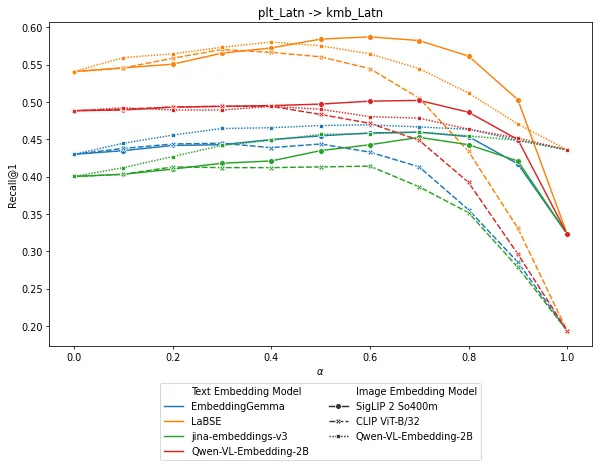 plt_Latn -> kmb_Latn
Recall@1
0.60
0.55
0.50
0.45
0.40
0.35
0.30
0.25
0.20
0.0 0.2 0.4 0.6 0.8 1.0
α
Text Embedding Model
EmbeddingGemma
LaBSE
jina-embeddings-v3
Qwen-VL-Embedding-2B
Image Embedding Model
SigLIP 2 So400m
CLIP ViT-B/32
Qwen-VL-Embedding-2B